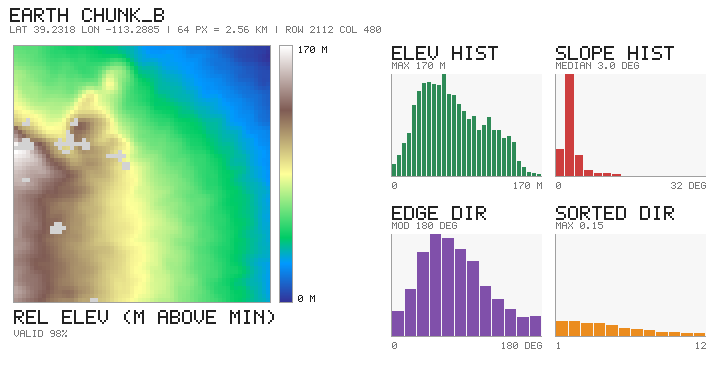 EARTH CHUNK_B
LAT 39.2318 LON -113.2885 | 64 PX = 2.56 KM | ROW 2112 COL 480
170 M
0 M
REL ELEV (M ABOVE MIN)
VALID 98%
ELEV HIST
MAX 170 M
0 170 M
SLOPE HIST
MEDIAN 3.0 DEG
0 32 DEG
EDGE DIR
MOD 180 DEG
0 180 DEG
SORTED DIR
MAX 0.15
1 12